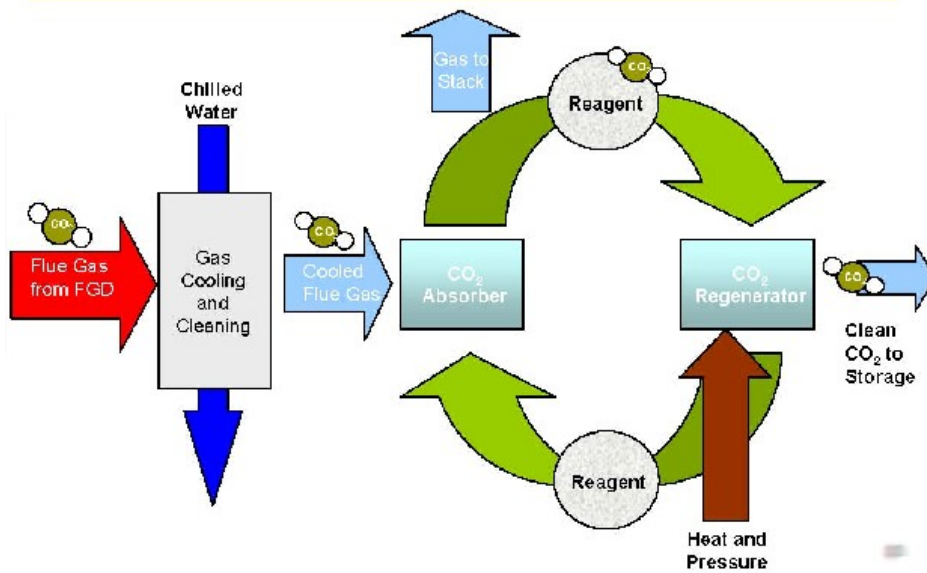 Gas to
Stack
CO₂
Reagent
Chilled
Water
CO₂
Flue Gas
from FGD
Gas
Cooling
and
Cleaning
CO₂
Cooled
Flue Gas
CO₂
Absorber
CO₂
Regenerator
CO₂
Clean
CO₂ to
Storage
Reagent
Heat and
Pressure